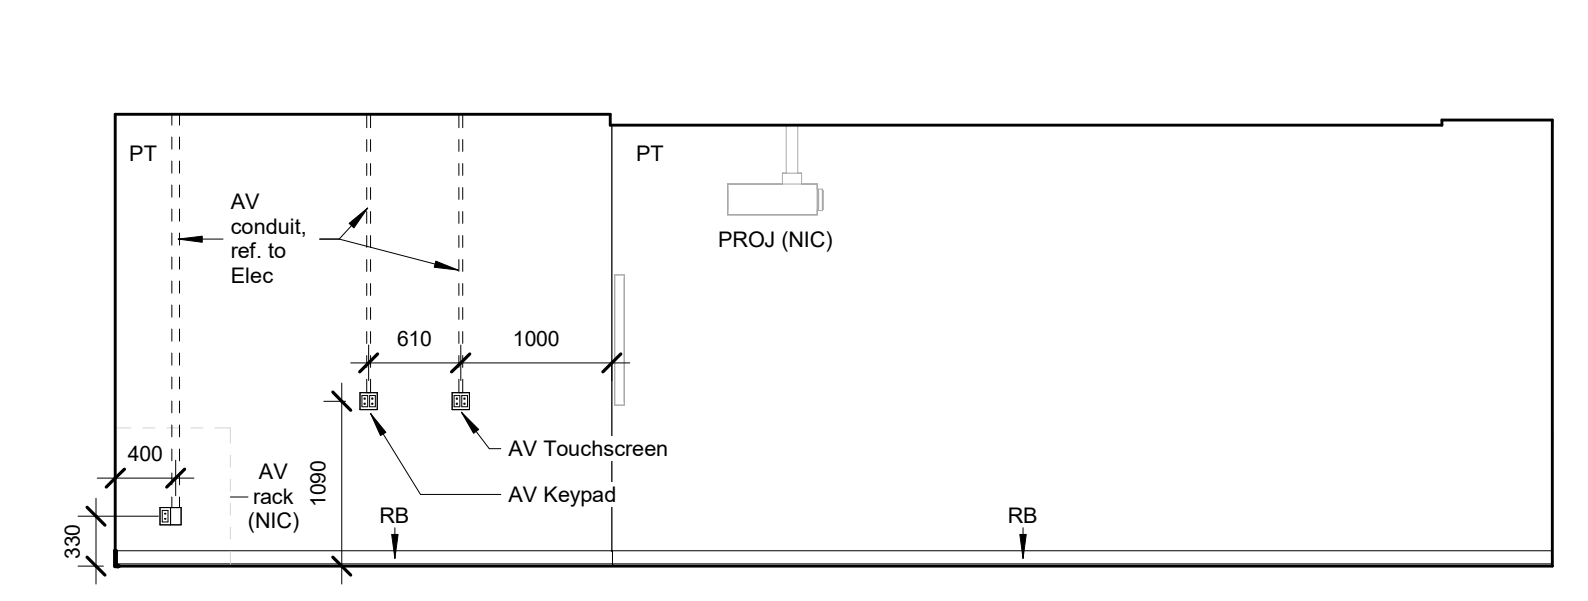 PT
PT
AV
conduit,
ref. to
Elec
PROJ (NIC)
610
1000
400
AV
rack
(NIC)
1090
AV Touchscreen
AV Keypad
330
RB
RB